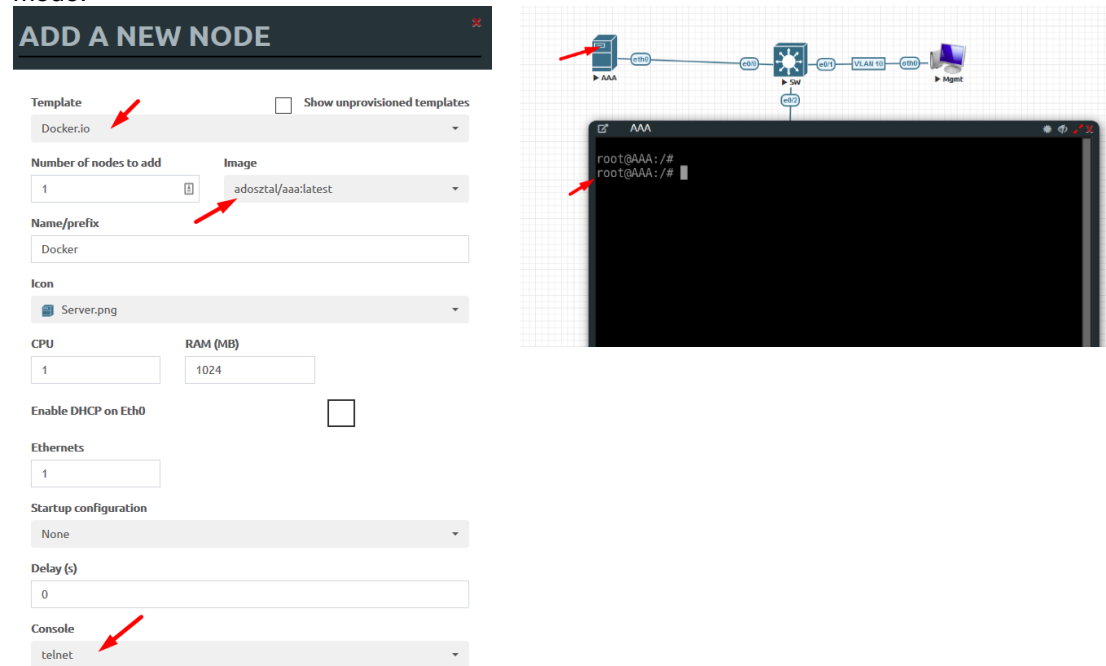 ADD A NEW NODE
Template
Show unprovisioned templates
Docker.io
Number of nodes to add
Image
1
adosztal/aaa:latest
Name/prefix
Docker
Icon
Server.png
CPU
RAM (MB)
1
1024
Enable DHCP on Eth0
Ethernets
1
Startup configuration
None
Delay (s)
0
Console
telnet
AAA
eth0
e0/0
SW
e0/1
VLAN 10
eth0
Mgmt
e0/2
AAA
root@AAA:/#
root@AAA:/#